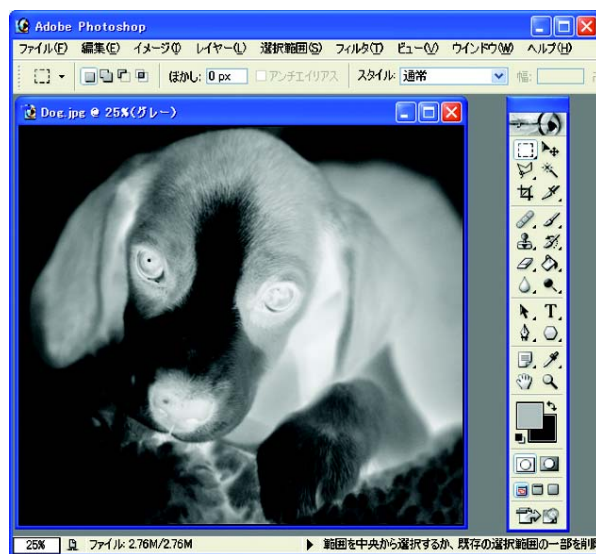 Adobe Photoshop
ファイル(F) 編集(E) イメージ(I) レイヤー(L) 選択範囲(S) フィルタ(T) ビュー(V) ウインドウ(W) ヘルプ(H)
ぼかし: 0 px アンチエイリアス スタイル: 通常 幅:
Dog.jpg @ 25%(グレー)
T
25% ファイル: 2.76M/2.76M 範囲を中央から選択するか、既存の選択範囲の一部を削